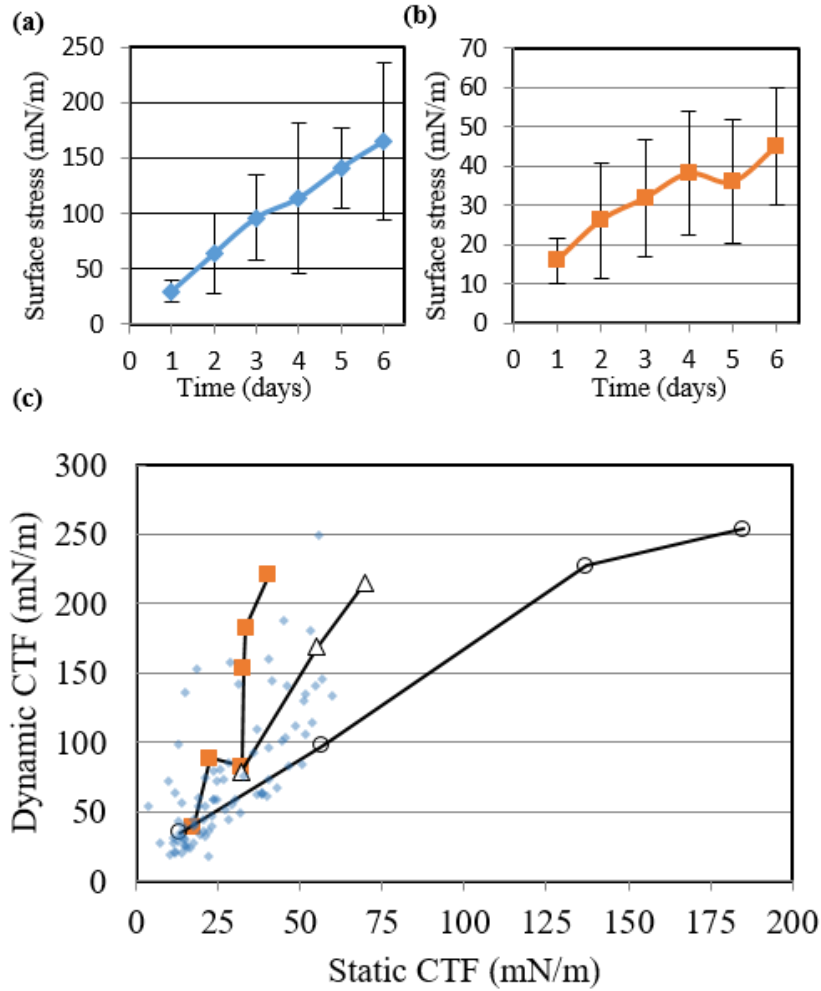 (a)
Surface stress (mN/m)
250
200
150
100
50
0
0 1 2 3 4 5 6
Time (days)
(b)
Surface stress (mN/m)
70
60
50
40
30
20
10
0
0 1 2 3 4 5 6
Time (days)
(c)
Dynamic CTF (mN/m)
300
250
200
150
100
50
0
0 25 50 75 100 125 150 175 200
Static CTF (mN/m)